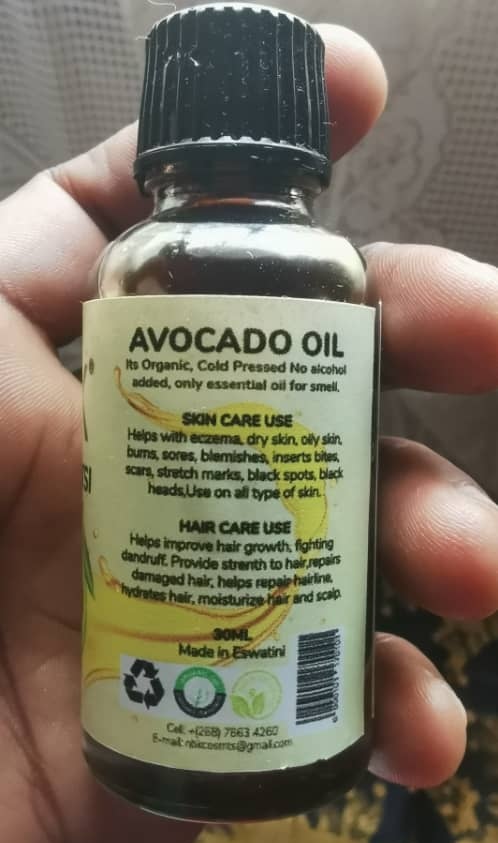 AVOCADO OIL
Its Organic, Cold Pressed No alcohol
added, only essential oil for smell.
SKIN CARE USE
Helps with eczema, dry skin, oily skin,
burns, sores, blemishes, inserts bites,
scars, stretch marks, black spots, black
heads,Use on all type of skin.
HAIR CARE USE
Helps improve hair growth, fighting
dandruff. Provide strenth to hair,repairs
damaged hair, helps repair hairline,
hydrates hair, moisturize hair and scalp.
30ML
Made in Eswatini
Cell: +(268) 7663 4260
E-mail: